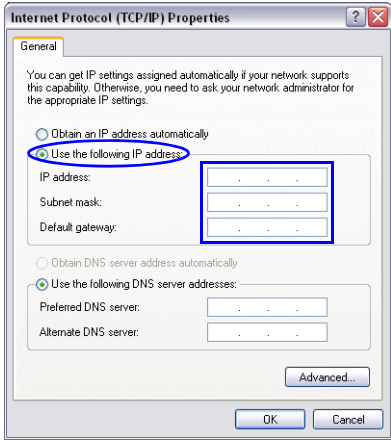 Internet Protocol (TCP/IP) Properties
General
You can get IP settings assigned automatically if your network supports
this capability. Otherwise, you need to ask your network administrator for
the appropriate IP settings.
Obtain an IP address automatically
Use the following IP address:
IP address:
Subnet mask:
Default gateway:
Obtain DNS server address automatically
Use the following DNS server addresses:
Preferred DNS server:
Alternate DNS server:
Advanced...
OK Cancel